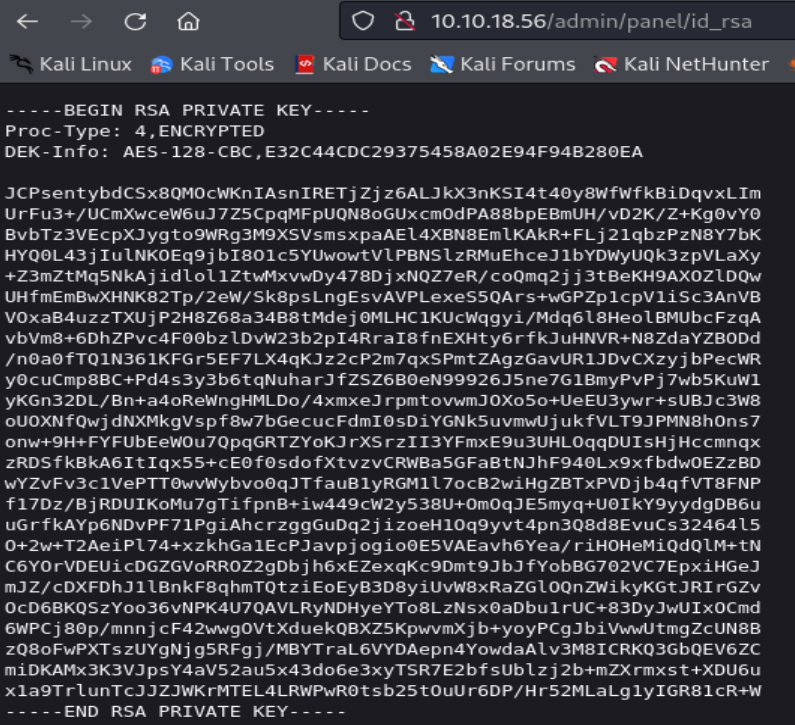 10.10.18.56/admin/panel/id_rsa
Kali Linux Kali Tools Kali Docs Kali Forums Kali NetHunter
-----BEGIN RSA PRIVATE KEY-----
Proc-Type: 4,ENCRYPTED
DEK-Info: AES-128-CBC,E32C44CDC29375458A02E94F94B280EA
JCPsentybdCSx8QMOcWKnIAsnIRETjZjz6ALJkX3nKSI4t40y8WfWfkBiDqvxLIm
UrFu3+/UCmXwceW6uJ7Z5CpqMFpUQN8oGUxcmOdPA88bpEBmUH/vD2K/Z+Kg0vY0
BvbTz3VEcpXJygto9WRg3M9XSVsmsxpaAEl4XBN8EmlKAkR+FLj21qbzPzN8Y7bK
HYQ0L43jIulNKOEq9jbI8O1c5YUwowtVlPBNSlzRMuEhceJ1bYDWyUQk3zpVLaXy
+Z3mZtMq5NkAjidlol1ZtwMxvwDy478DjxNQZ7eR/coQmq2jj3tBeKH9AXOZlDQw
UHfmEmBwXHNK82Tp/2eW/Sk8psLngEsvAVPLexeS5QArs+wGPZp1cpV1iSc3AnVB
VOxaB4uzzTXUjP2H8Z68a34B8tMdej0MLHC1KUcWqgyi/Mdq6l8HeolBMUbcFzqA
vbVm8+6DhZPvc4F00bzlDvW23b2pI4RraI8fnEXHty6rfkJuHNVR+N8ZdaYZBODd
/n0a0fTQ1N361KFGr5EF7LX4qKJz2cP2m7qxSPmtZAgzGavUR1JDvCXzyjbPecWR
y0cuCmp8BC+Pd4s3y3b6tqNuharJfZSZ6B0eN99926J5ne7G1BmyPvPj7wb5KuW1
yKGn32DL/Bn+a4oReWngHMLDo/4xmxeJrpmtovwmJOXo5o+UeEU3ywr+sUBJc3W8
oUOXNfQwjdNXMkgVspf8w7bGecucFdmI0sDiYGNk5uvmwUjukfVLT9JPMN8hOns7
onw+9H+FYFUbEeWOu7QpqGRTZYoKJrXSrzII3YFmxE9u3UHLOqqDUIsHjHccmnqx
zRDSfkBkA6ItIqx55+cE0f0sdofXtvzvCRWBa5GFaBtNJhF940Lx9xfbdwOEZzBD
wYZvFv3c1VePTT0wvWybvo0qJTfauB1yRGM1l7ocB2wiHgZBTxPVDjb4qfVT8FNP
f17Dz/BjRDUIKoMu7gTifpnB+iw449cW2y538U+OmOqJE5myq+U0IkY9yydgDB6u
uGrfkAYp6NDvPF71PgiAhcrzggGuDq2jizoeH1Oq9yvt4pn3Q8d8EvuCs32464l5
O+2w+T2AeiPl74+xzkhGa1EcPJavpjogio0E5VAEavh6Yea/riHOHeMiQdQlM+tN
C6YOrVDEUicDGZGVoRROZ2gDbjh6xEZexqKc9Dmt9JbJfYobBG702VC7EpxiHGeJ
mJZ/cDXFDhJ1lBnkF8qhmTQtziEoEyB3D8yiUvW8xRaZGlOQnZWikyKGtJRIrGZv
OcD6BKQSzYoo36vNPK4U7QAVLRyNDHyeYTo8LzNsx0aDbu1rUC+83DyJwUIxOCmd
6WPCj80p/mnnjcF42wwgOVtXduekQBXZ5KpwvmXjb+yoyPCgJbiVwwUtmgZcUN8B
zQ8oFwPXTszUYgNjg5RFgj/MBYTraL6VYDAepn4YowdaAlv3M8ICRKQ3GbQEV6ZC
miDKAMx3K3VJpsY4aV52au5x43do6e3xyTSR7E2bfsUblzj2b+mZXrmxst+XDU6u
x1a9TrlunTcJJZJWKrMTEL4LRWPwR0tsb25tOuUr6DP/Hr52MLaLg1yIGR81cR+W
-----END RSA PRIVATE KEY-----